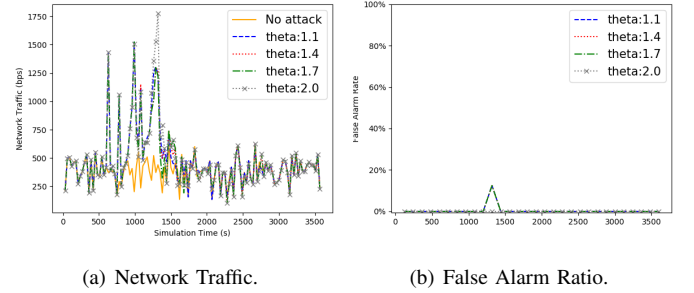 1750
1500
1250
1000
750
500
250
Network Traffic (bps)
0 500 1000 1500 2000 2500 3000 3500
Simulation Time (s)
No attack
theta:1.1
theta:1.4
theta:1.7
theta:2.0
(a) Network Traffic.
100%
80%
60%
40%
20%
0%
False Alarm Rate
0 500 1000 1500 2000 2500 3000 3500
theta:1.1
theta:1.4
theta:1.7
theta:2.0
(b) False Alarm Ratio.